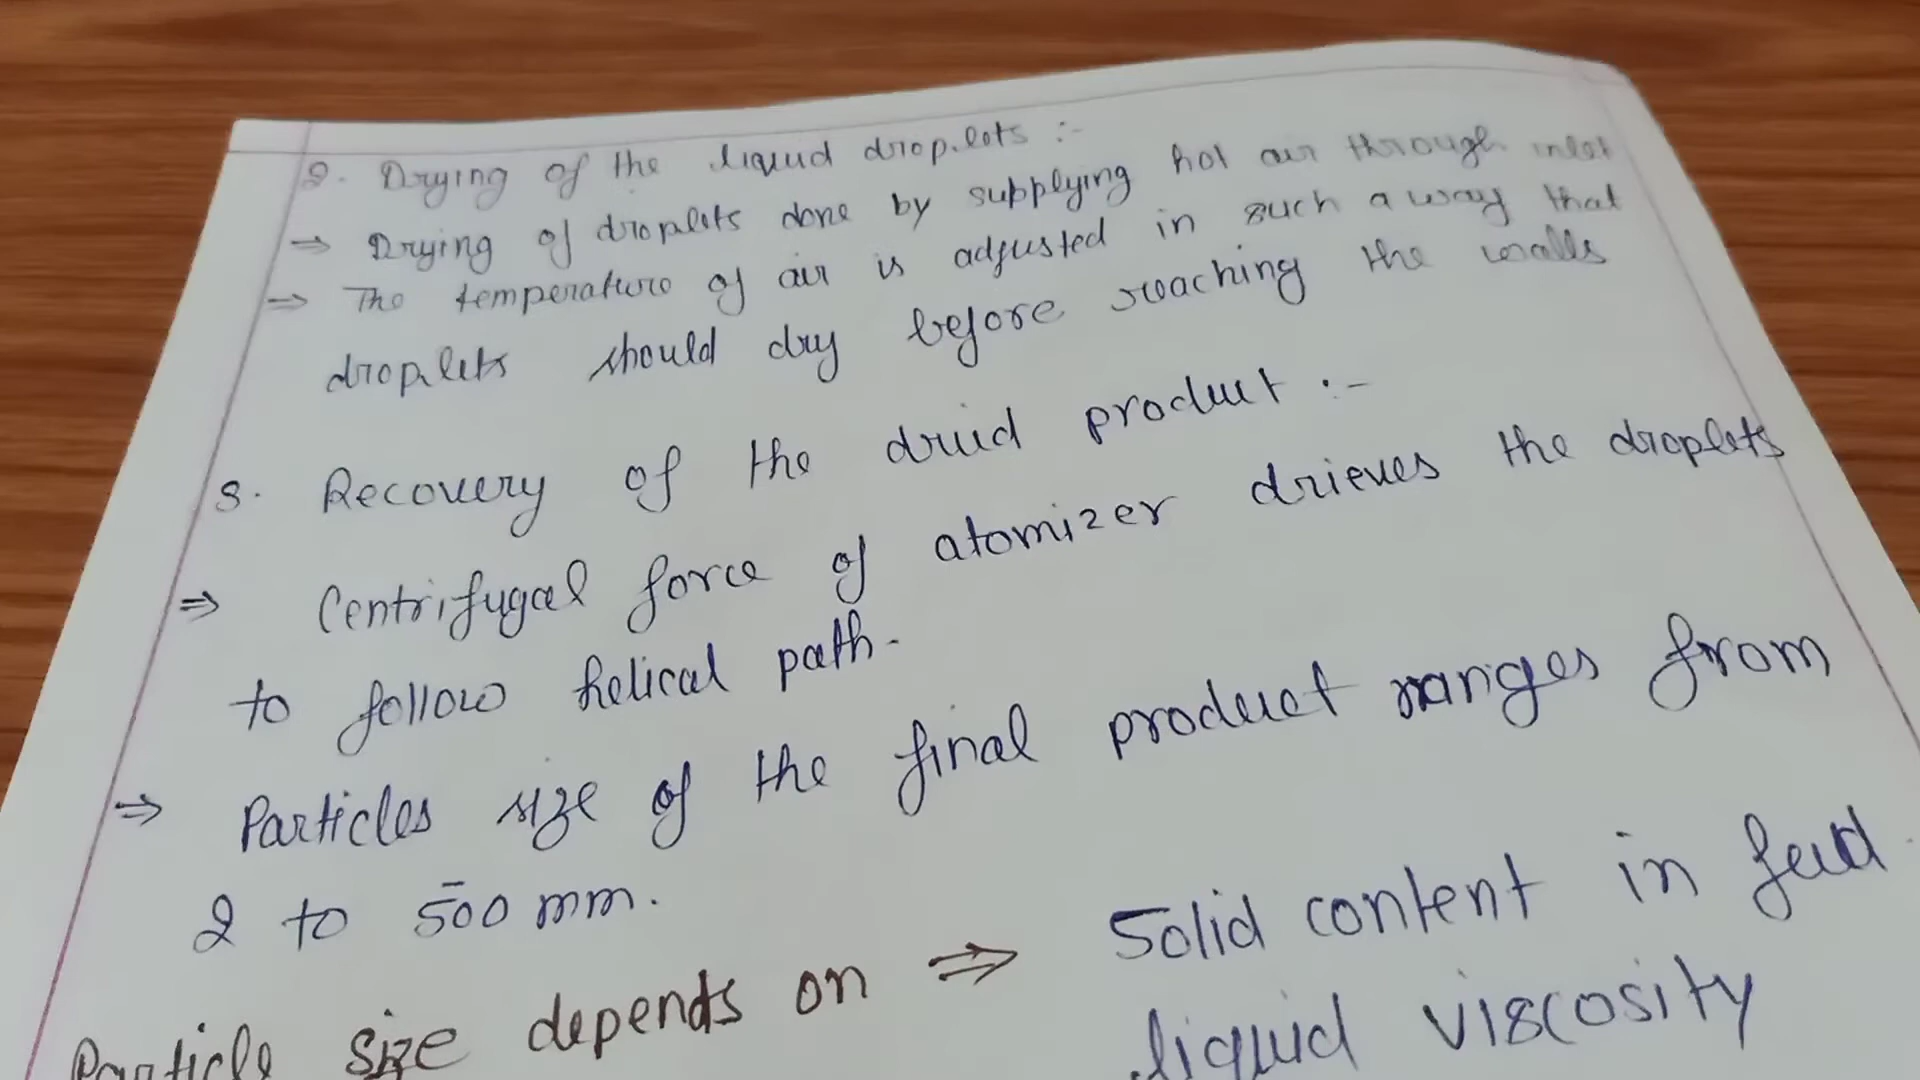 2. Drying of the liquid droplets :-
⇒ Drying of droplets done by supplying hot air through inlet
⇒ The temperature of air is adjusted in such a way that
droplets should dry before reaching the walls
3. Recovery of the dried product :-
⇒ Centrifugal force of atomizer drieves the droplets
to follow helical path.
⇒ Particles size of the final product ranges from
2 to 500 mm.
Particle size depends on ⇒ Solid content in feed
liquid viscosity